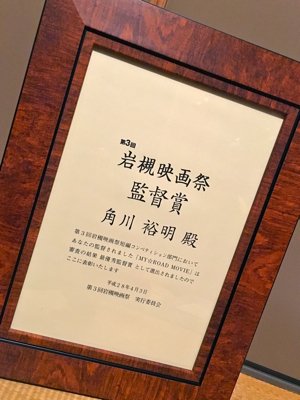 第3回
岩槻映画祭
監督賞
角川 裕明 殿
第3回岩槻映画祭短編コンペティション部門において
あなたの監督されました「MY☆ROAD MOVIE」は
審査の結果 最優秀監督賞 として選出されましたので
ここに表彰いたします
平成28年4月3日
第3回岩槻映画祭 実行委員会